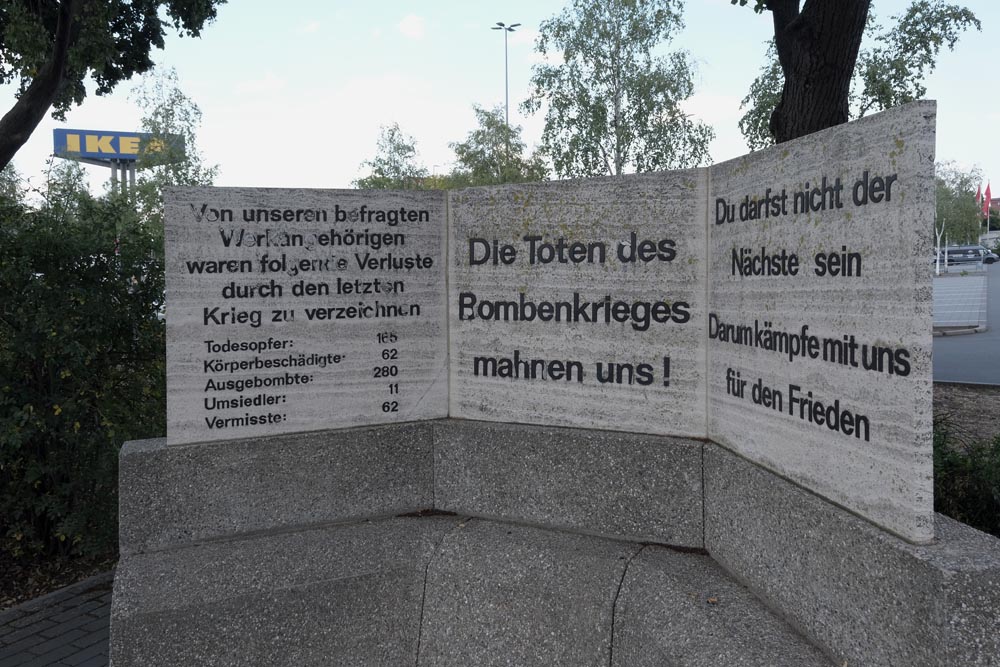 IKEA
Von unseren befragten
Werkangehörigen
waren folgende Verluste
durch den letzten
Krieg zu verzeichnen
Todesopfer: 165
Körperbeschädigte: 62
Ausgebombte: 280
Umsiedler: 11
Vermisste: 62
Die Toten des
Bombenkrieges
mahnen uns!
Du darfst nicht der
Nächste sein
Darum kämpfe mit uns
für den Frieden